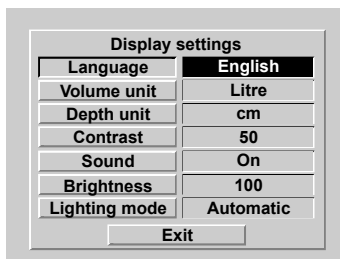 Display settings
Language English
Volume unit Litre
Depth unit cm
Contrast 50
Sound On
Brightness 100
Lighting mode Automatic
Exit